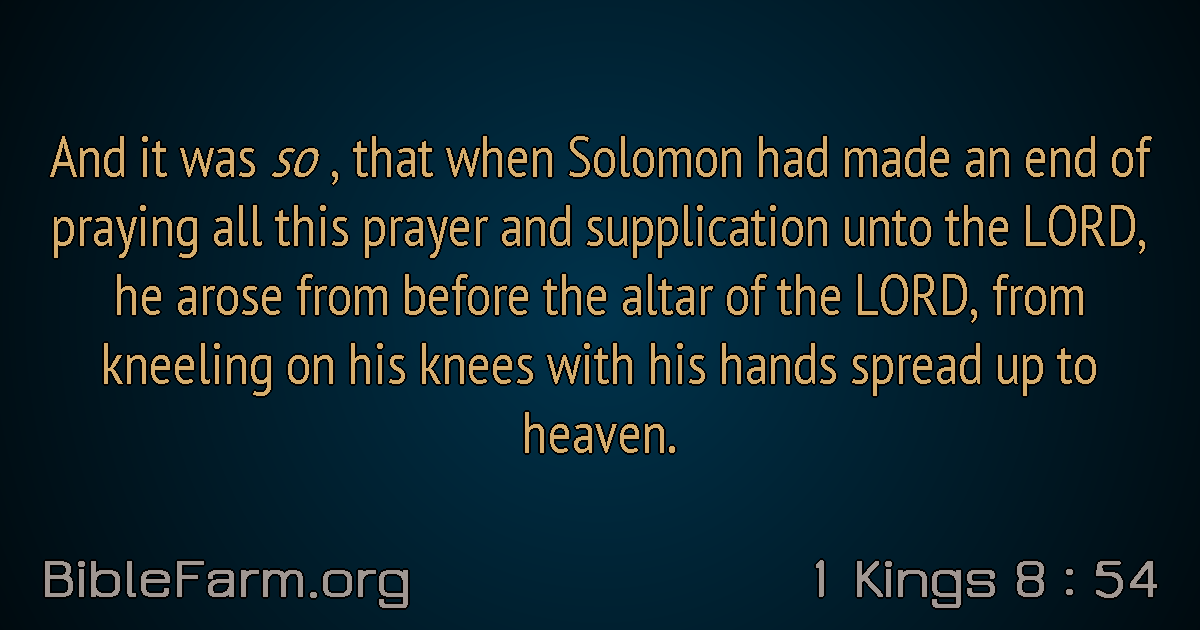 And it was so , that when Solomon had made an end of
praying all this prayer and supplication unto the LORD,
he arose from before the altar of the LORD, from
kneeling on his knees with his hands spread up to
heaven.
BibleFarm.org
1 Kings 8 : 54